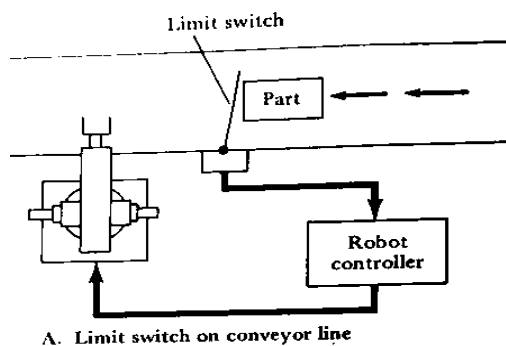 Limit switch
Part
Robot
controller
A. Limit switch on conveyor line